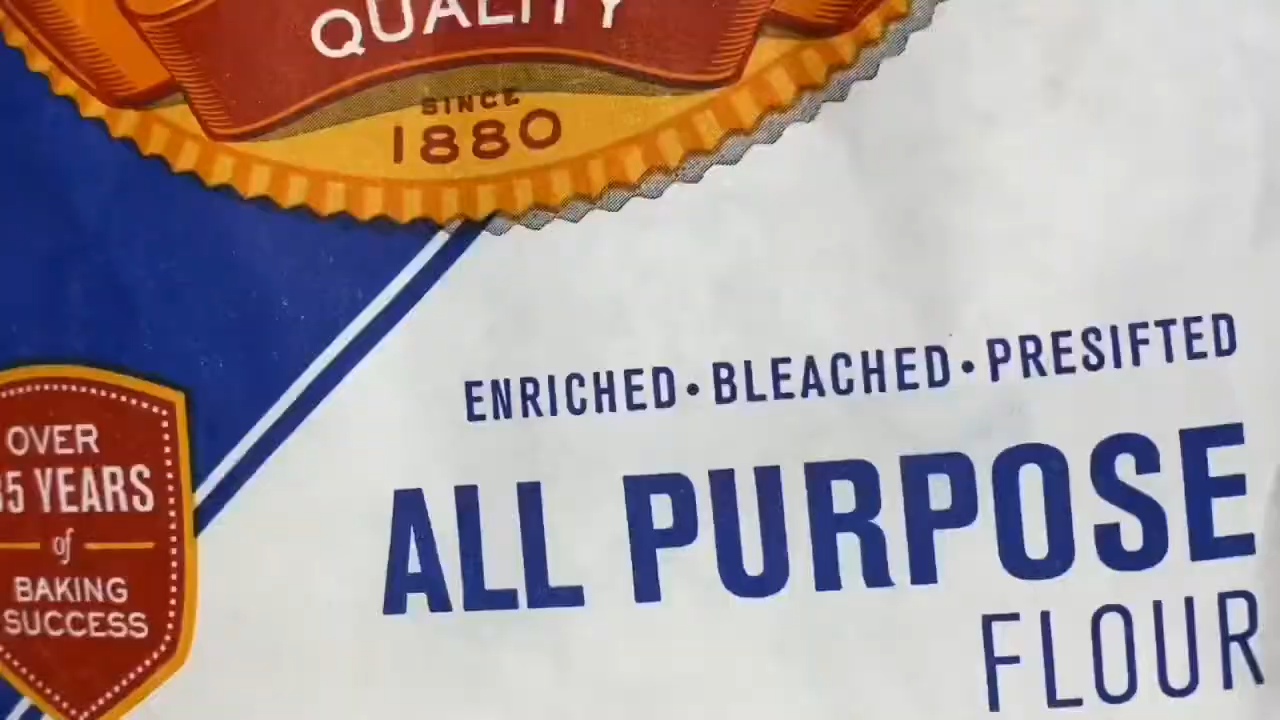 QUALITY
SINCE
1880
ENRICHED • BLEACHED • PRESIFTED
ALL PURPOSE
FLOUR
OVER
YEARS
of
BAKING
SUCCESS